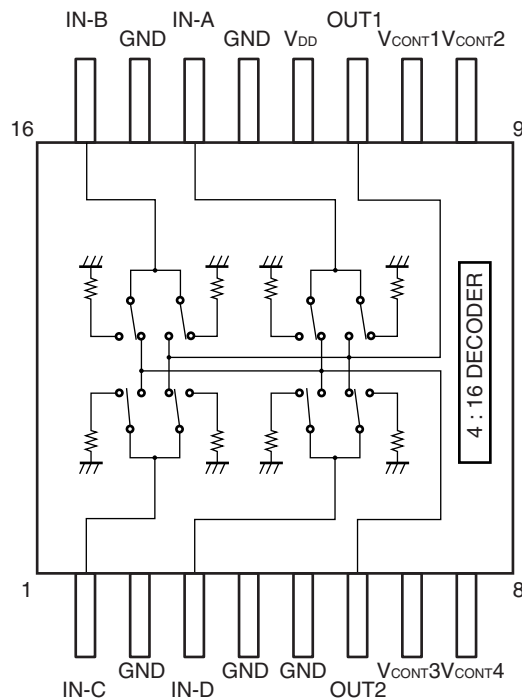 IN-B GND IN-A GND VDD OUT1 VCONT1 VCONT2
16 9
4 : 16 DECODER
1 8
IN-C GND IN-D GND GND OUT2 VCONT3 VCONT4